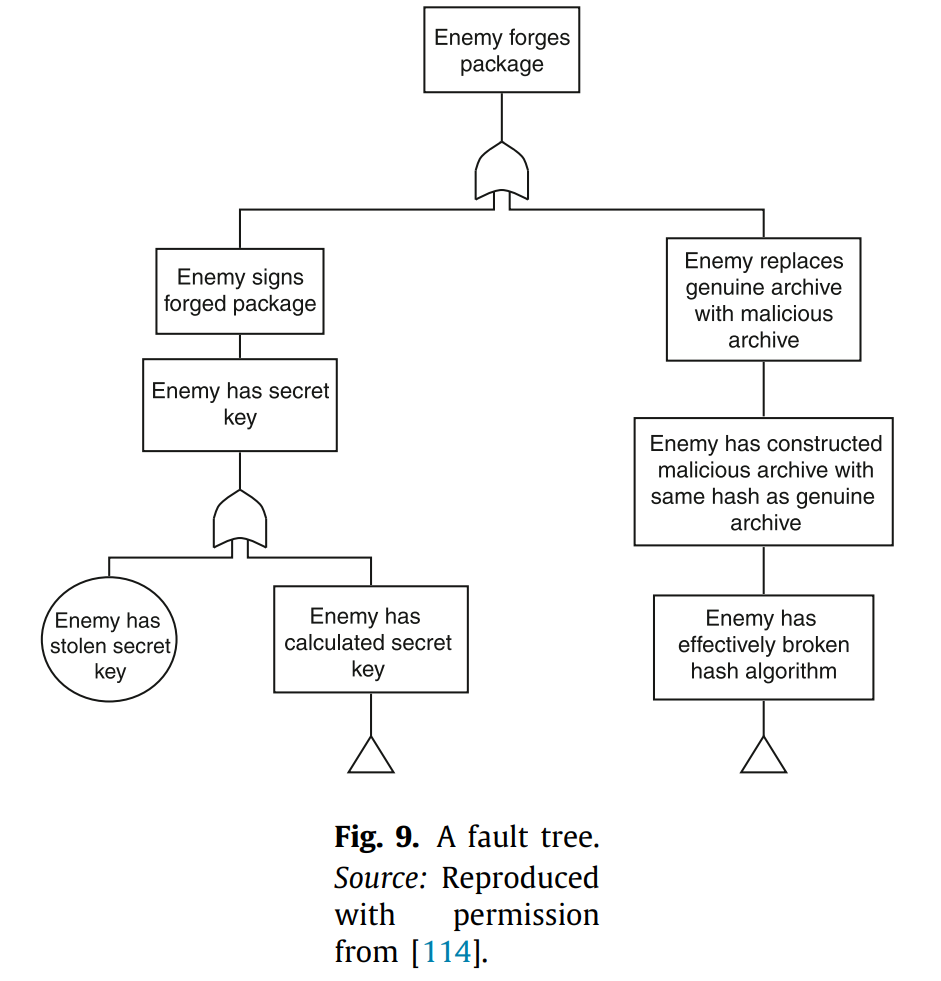 Enemy forges
package
Enemy signs
forged package
Enemy replaces
genuine archive
with malicious
archive
Enemy has secret
key
Enemy has constructed
malicious archive with
same hash as genuine
archive
Enemy has
stolen secret
key
Enemy has
calculated secret
key
Enemy has
effectively broken
hash algorithm
Fig. 9. A fault tree.
Source: Reproduced
with permission
from [114].